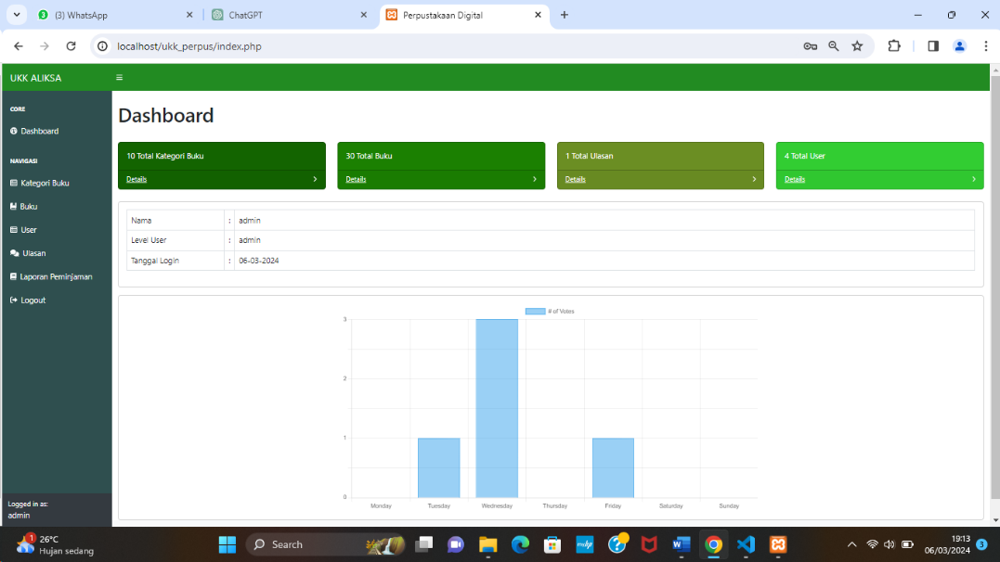 (3) WhatsApp
ChatGPT
Perpustakaan Digital
localhost/ukk_perpus/index.php
UKK ALIKSA
CORE
Dashboard
NAVIGASI
Kategori Buku
Buku
User
Ulasan
Laporan Peminjaman
Logout
Logged in as:
admin
Dashboard
10 Total Kategori Buku
Details
30 Total Buku
Details
1 Total Ulasan
Details
4 Total User
Details
Nama : admin
Level User : admin
Tanggal Login : 06-03-2024
# of Votes
3
2
1
0
Monday Tuesday Wednesday Thursday Friday Saturday Sunday
1
26°C
Hujan sedang
Search
19:13
06/03/2024
3